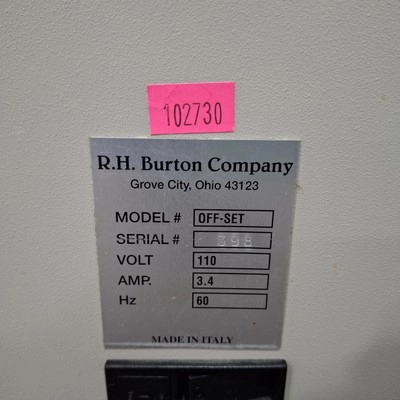 102730
R.H. Burton Company
Grove City, Ohio 43123
MODEL # OFF-SET
SERIAL # 398
VOLT 110
AMP. 3.4
Hz 60
MADE IN ITALY